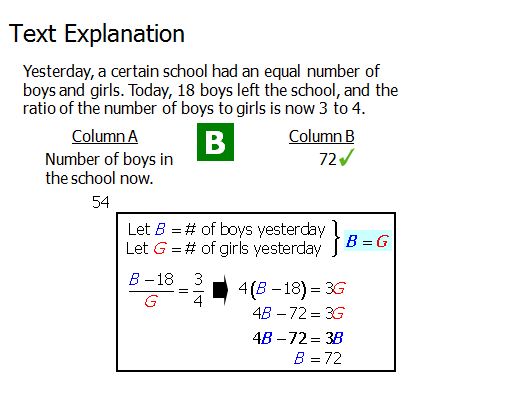 Text Explanation
Yesterday, a certain school had an equal number of
boys and girls. Today, 18 boys left the school, and the
ratio of the number of boys to girls is now 3 to 4.
Column A
B
Column B
Number of boys in
the school now.
72✓
54
Let B = # of boys yesterday
Let G = # of girls yesterday
} B = G
(B – 18)/G = 3/4 ➡ 4(B – 18) = 3G
4B – 72 = 3G
4B – 72 = 3B
B = 72